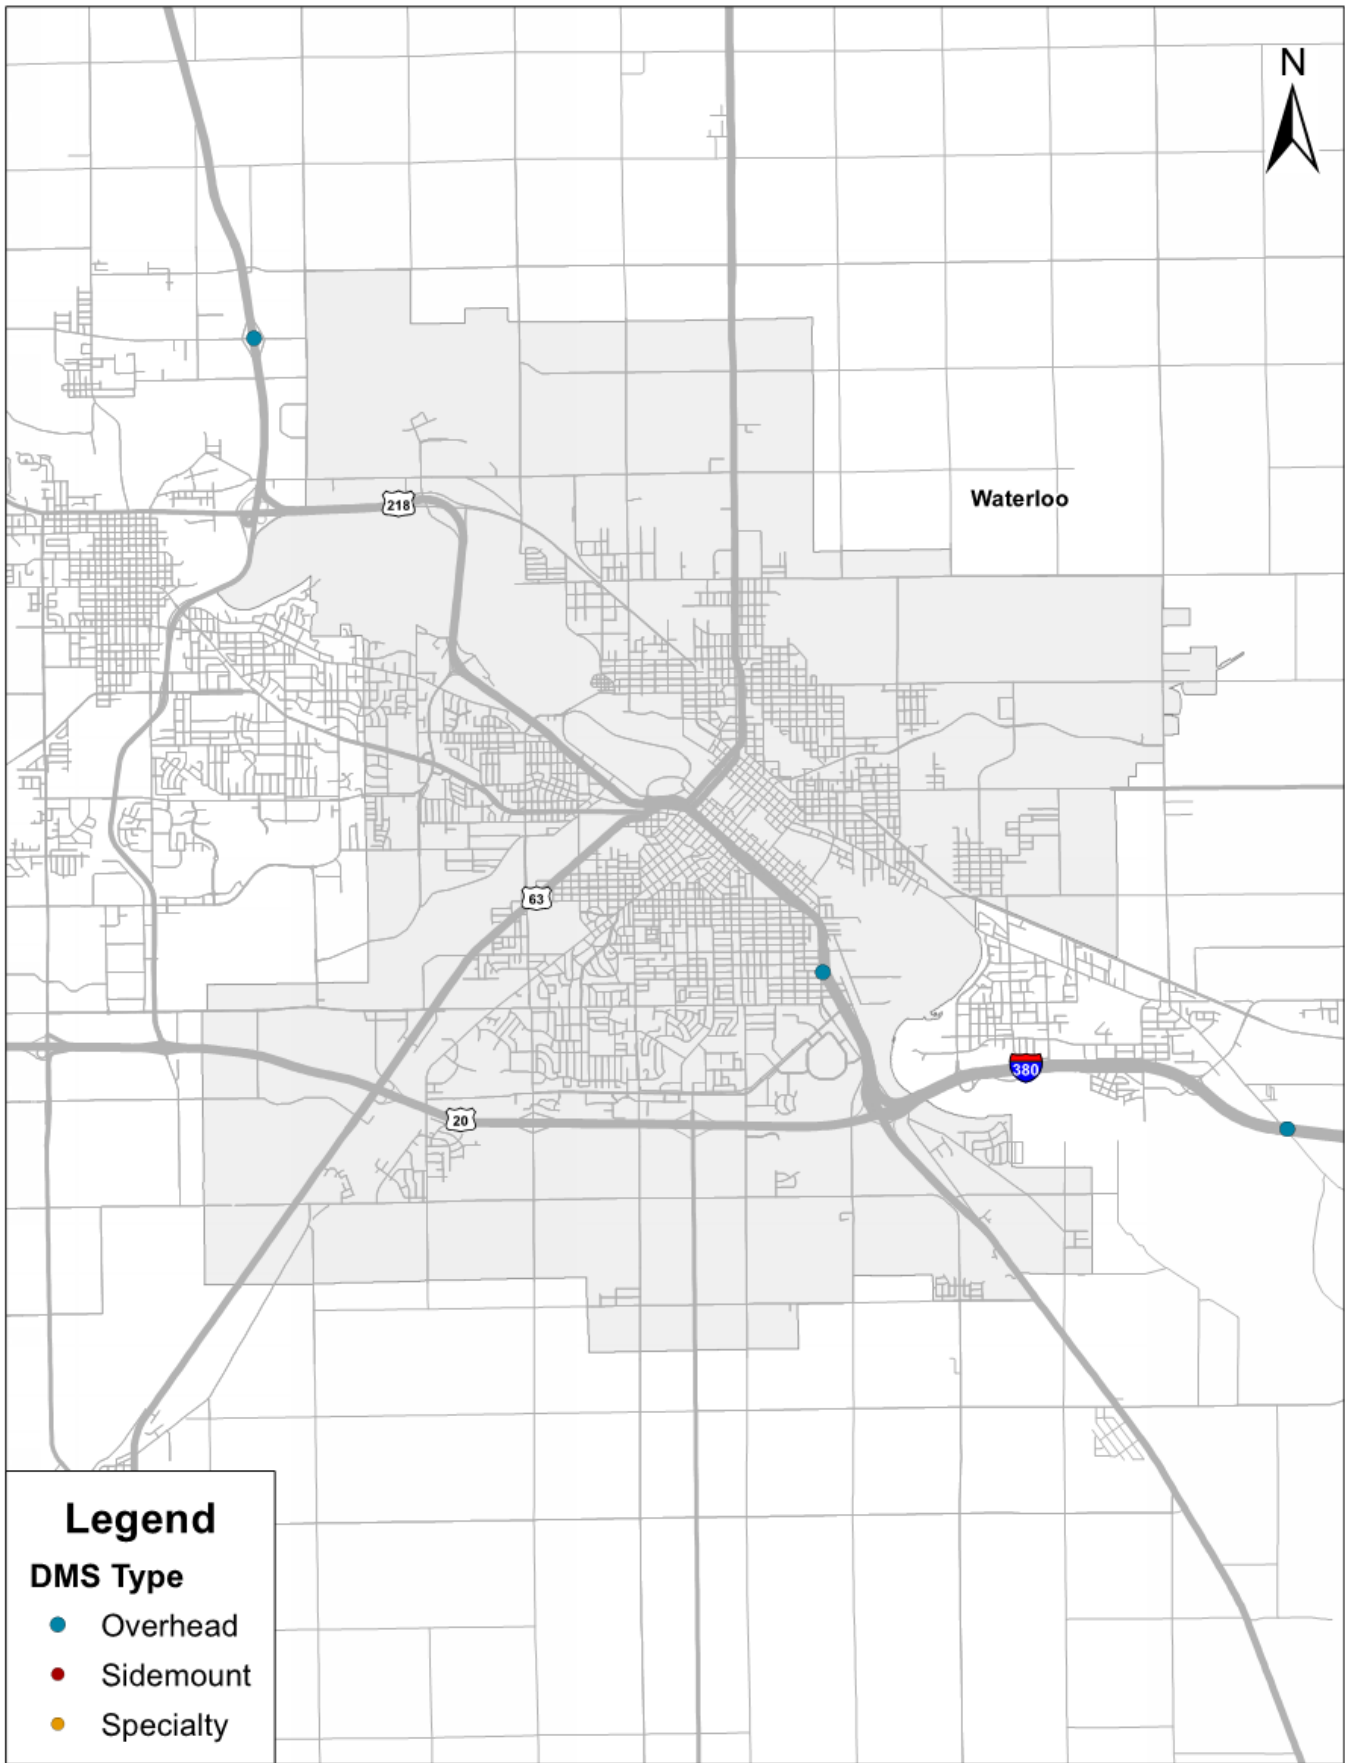 N
Waterloo
218
63
380
20
Legend
DMS Type
Overhead
Sidemount
Specialty